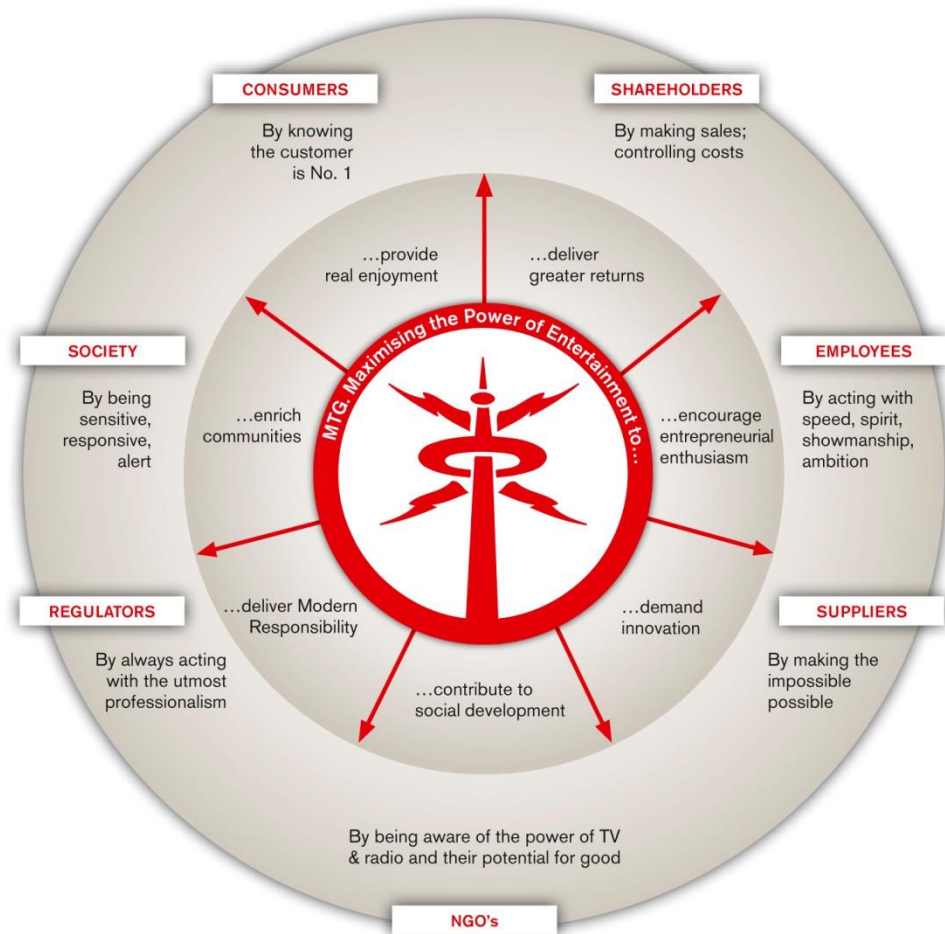 CONSUMERS
By knowing
the customer
is No. 1
SHAREHOLDERS
By making sales;
controlling costs
…provide
real enjoyment
…deliver
greater returns
MTG. Maximising the Power of Entertainment to…
SOCIETY
By being
sensitive,
responsive,
alert
…enrich
communities
…encourage
entrepreneurial
enthusiasm
EMPLOYEES
By acting with
speed, spirit,
showmanship,
ambition
REGULATORS
By always acting
with the utmost
professionalism
…deliver Modern
Responsibility
…contribute to
social development
…demand
innovation
SUPPLIERS
By making the
impossible
possible
By being aware of the power of TV
& radio and their potential for good
NGO's